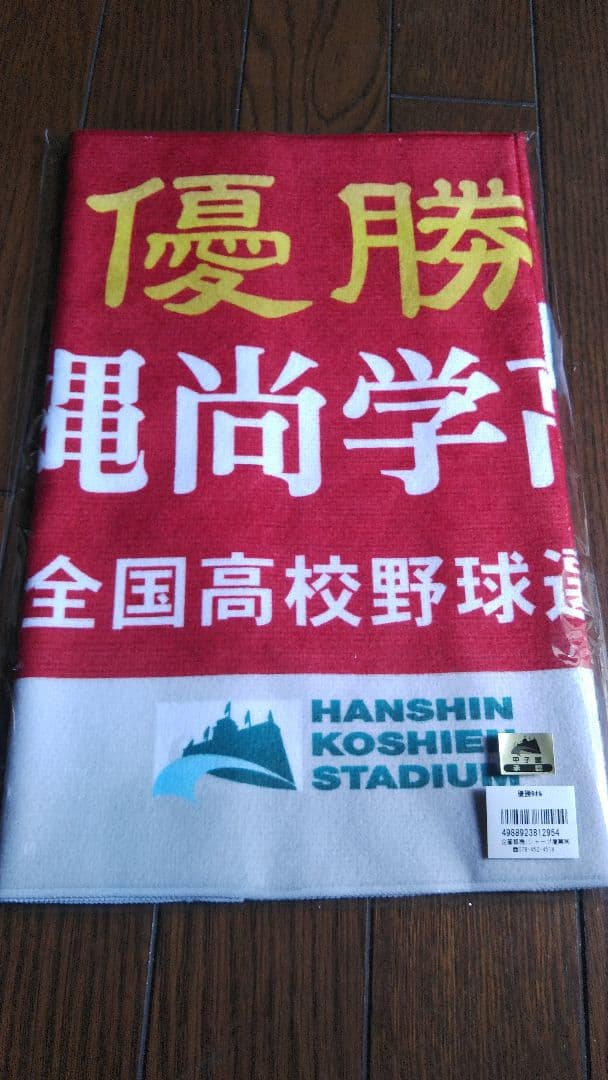 優勝
縄尚学高
全国高校野球選
HANSHIN
KOSHIEN
STADIUM
甲子園
優勝タオル
4988923812954